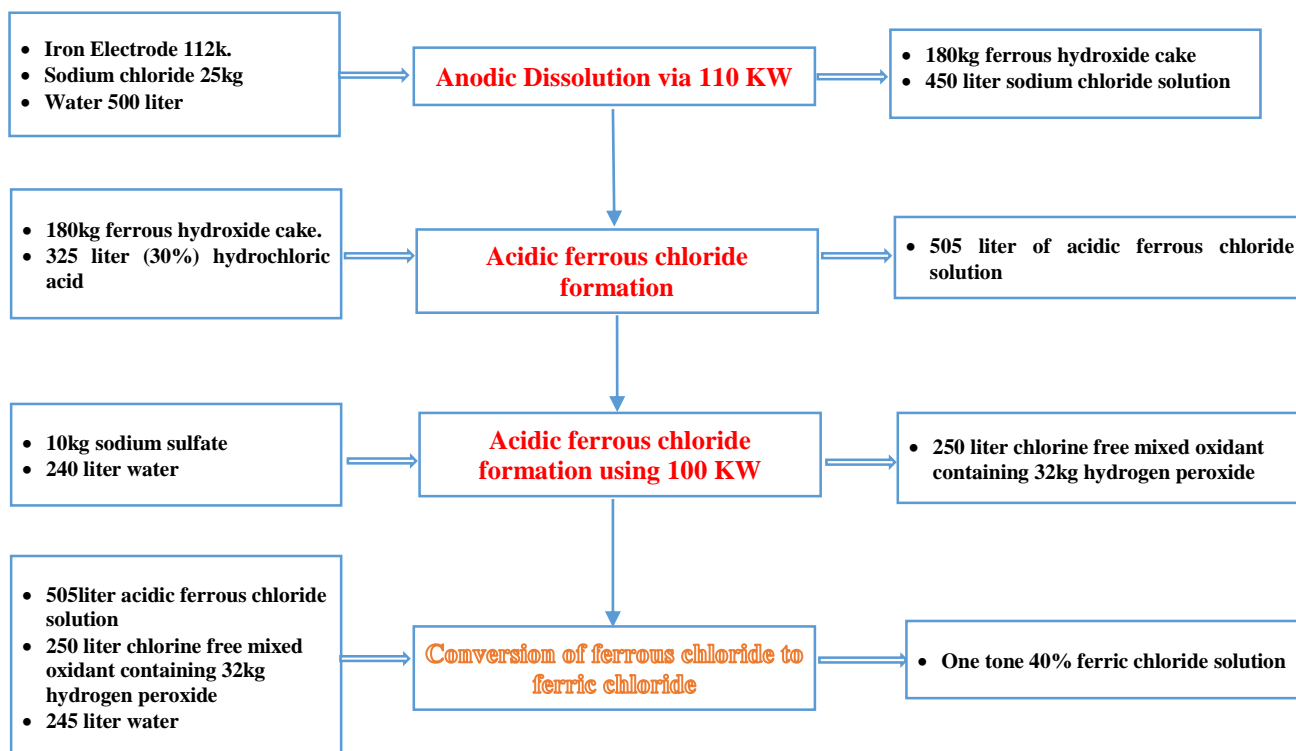 • Iron Electrode 112k.
• Sodium chloride 25kg
• Water 500 liter
Anodic Dissolution via 110 KW
• 180kg ferrous hydroxide cake
• 450 liter sodium chloride solution
• 180kg ferrous hydroxide cake.
• 325 liter (30%) hydrochloric
acid
Acidic ferrous chloride
formation
• 505 liter of acidic ferrous chloride
solution
• 10kg sodium sulfate
• 240 liter water
Acidic ferrous chloride
formation using 100 KW
• 250 liter chlorine free mixed oxidant
containing 32kg hydrogen peroxide
• 505liter acidic ferrous chloride
solution
• 250 liter chlorine free mixed
oxidant containing 32kg
hydrogen peroxide
• 245 liter water
Conversion of ferrous chloride to
ferric chloride
• One tone 40% ferric chloride solution